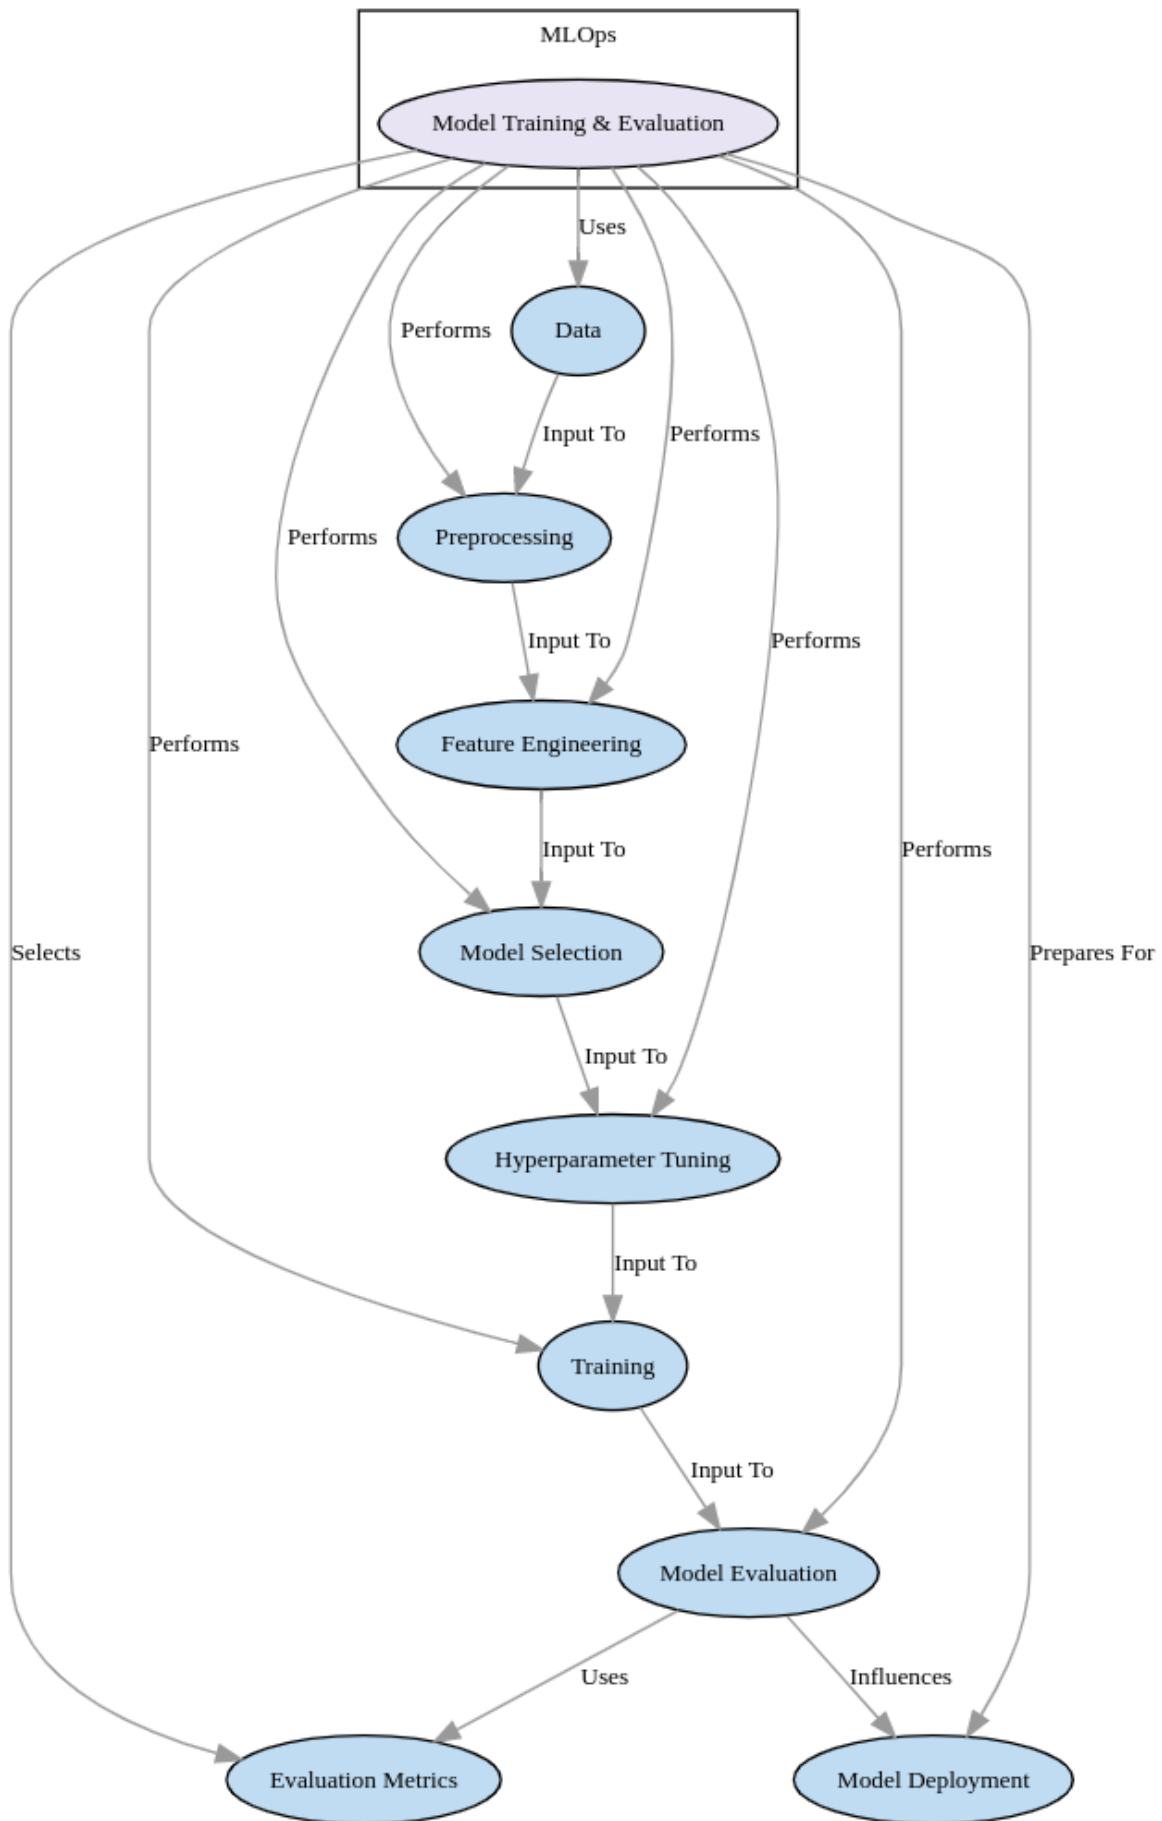 MLOps
Model Training & Evaluation
Uses
Performs
Data
Input To
Performs
Performs
Preprocessing
Input To
Performs
Performs
Feature Engineering
Input To
Performs
Selects
Model Selection
Prepares For
Input To
Hyperparameter Tuning
Input To
Training
Input To
Model Evaluation
Uses
Influences
Evaluation Metrics
Model Deployment